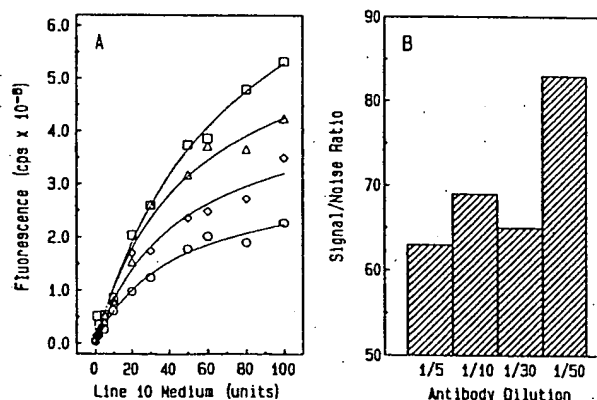 A
Fluorescence (cps x 10⁻⁶)
6.0
5.0
4.0
3.0
2.0
1.0
0.0
0 20 40 60 80 100
Line 10 Medium (units)
B
Signal/Noise Ratio
90
80
70
60
50
1/5 1/10 1/30 1/50
Antibody Dilution